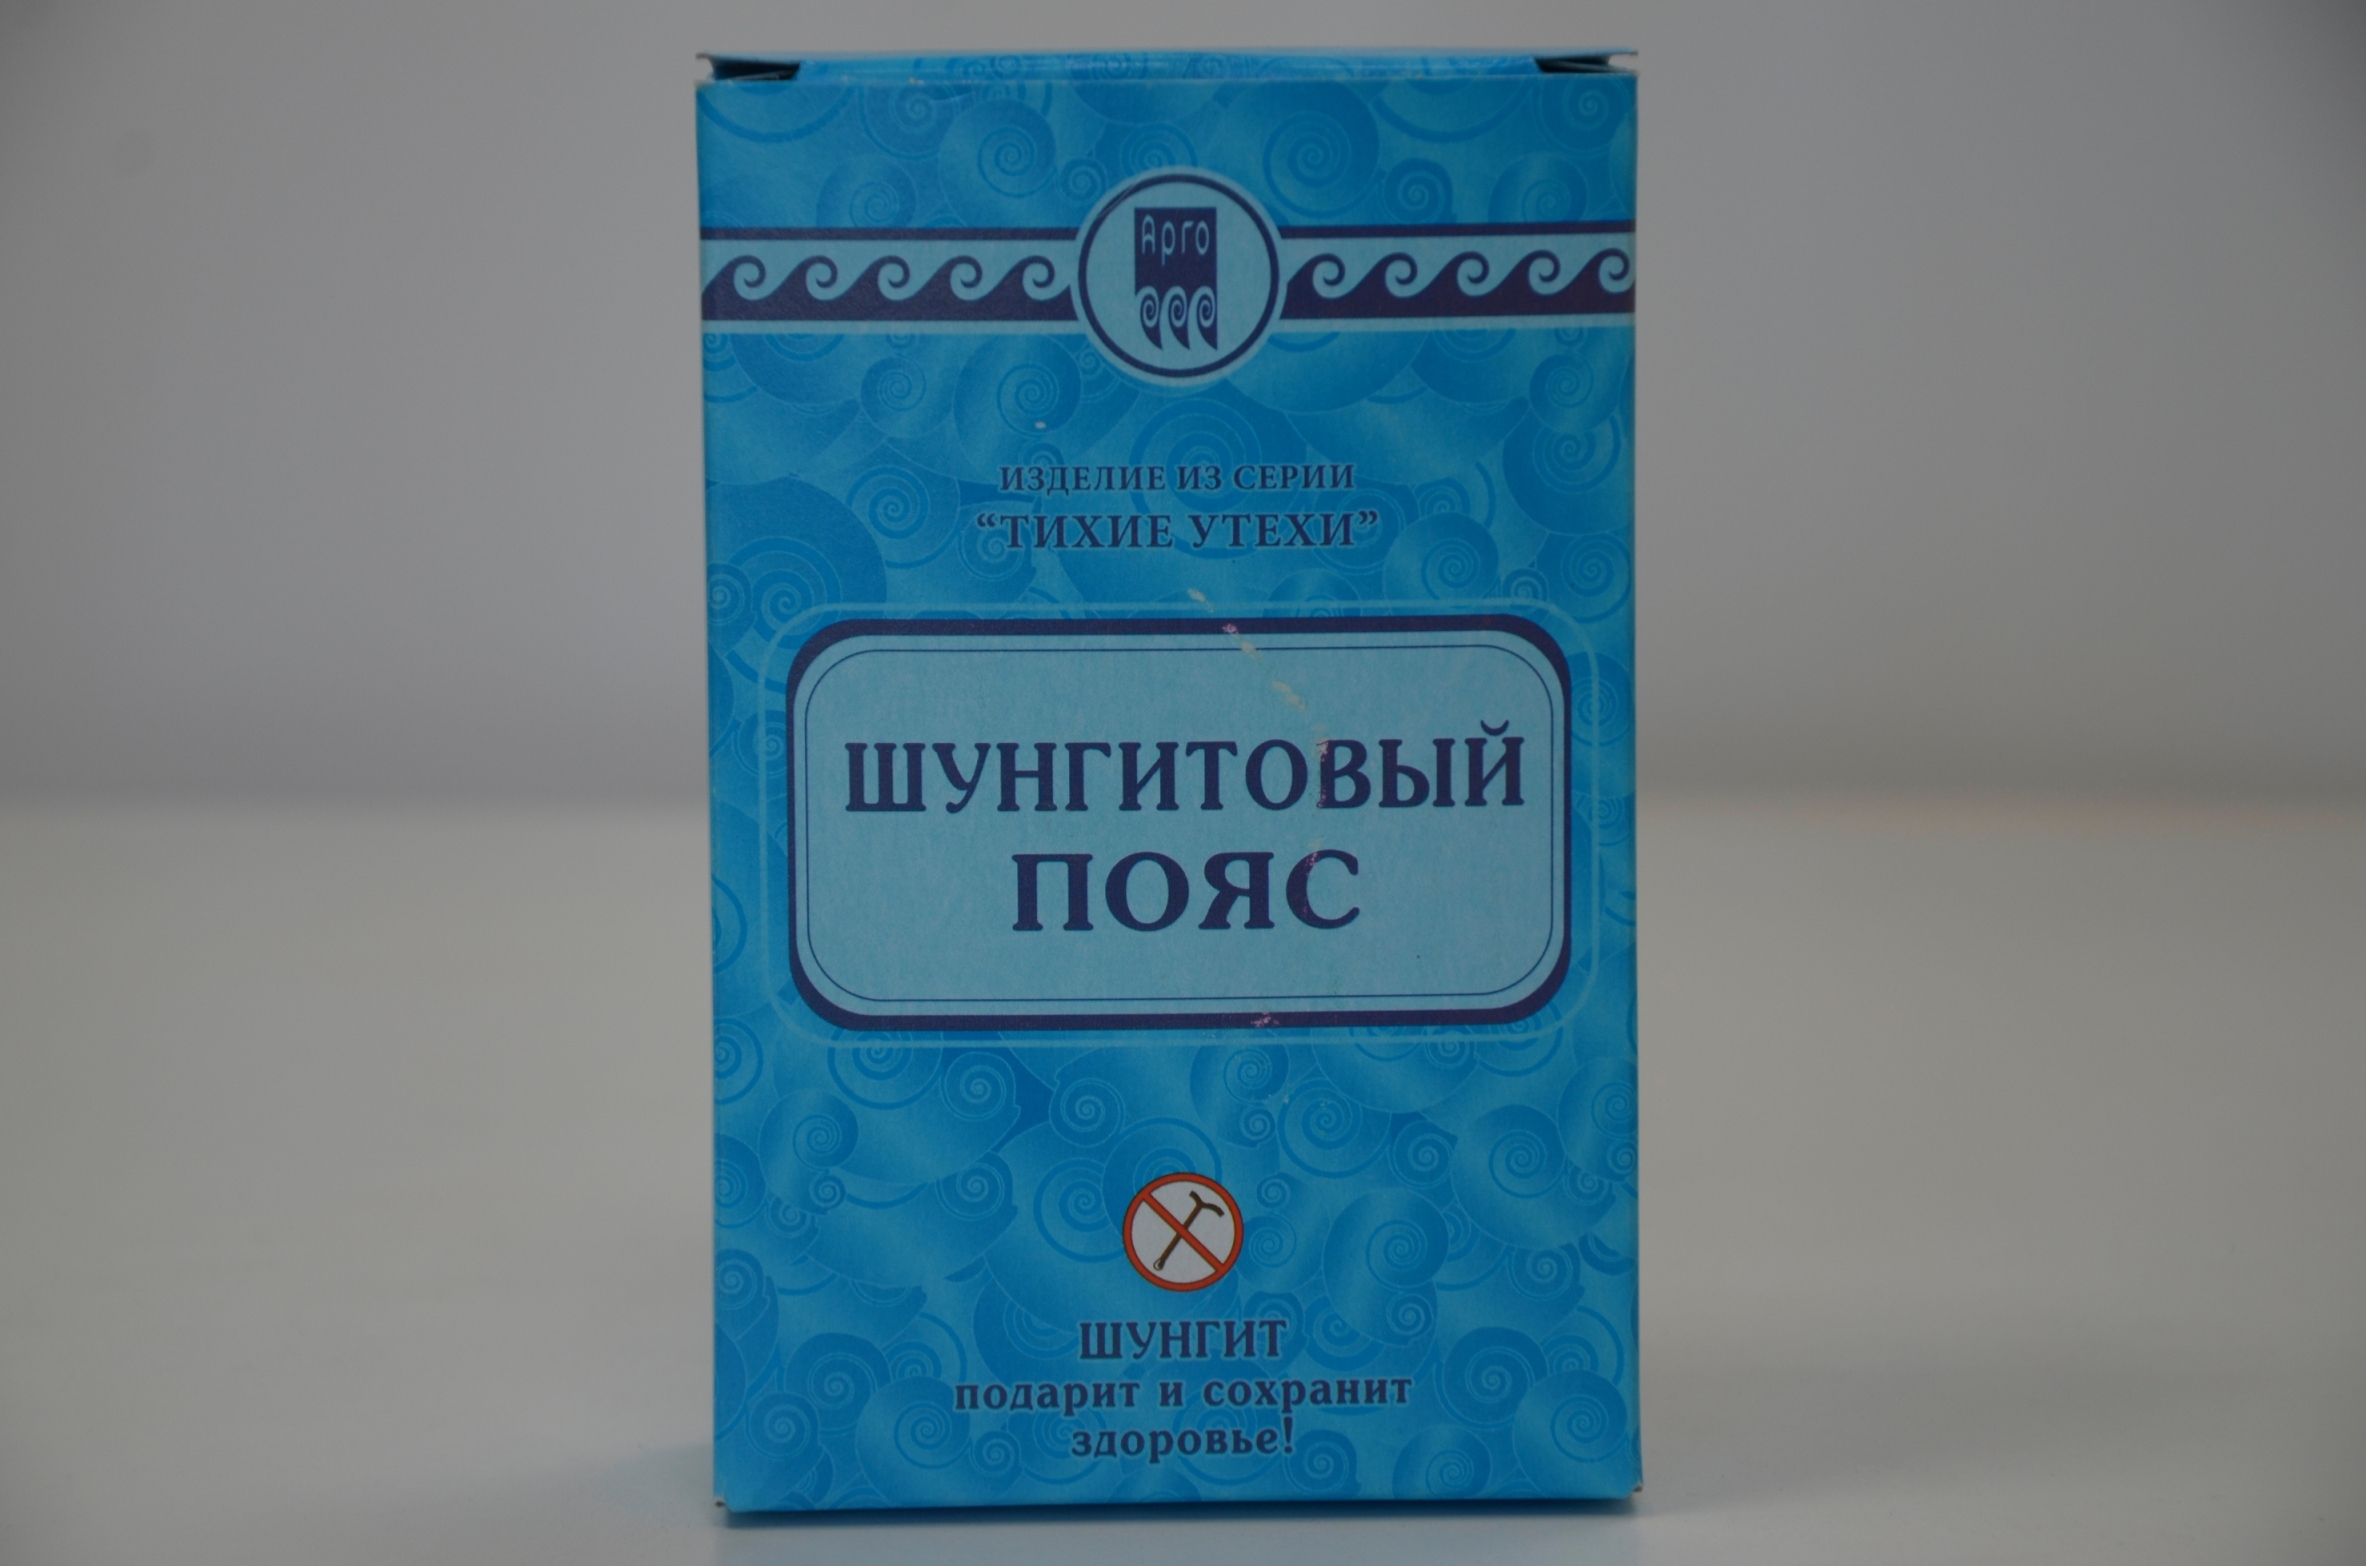 Арго
ИЗДЕЛИЕ ИЗ СЕРИИ
“ТИХИЕ УТЕХИ”
ШУНГИТОВЫЙ
ПОЯС
ШУНГИТ
подарит и сохранит
здоровье!